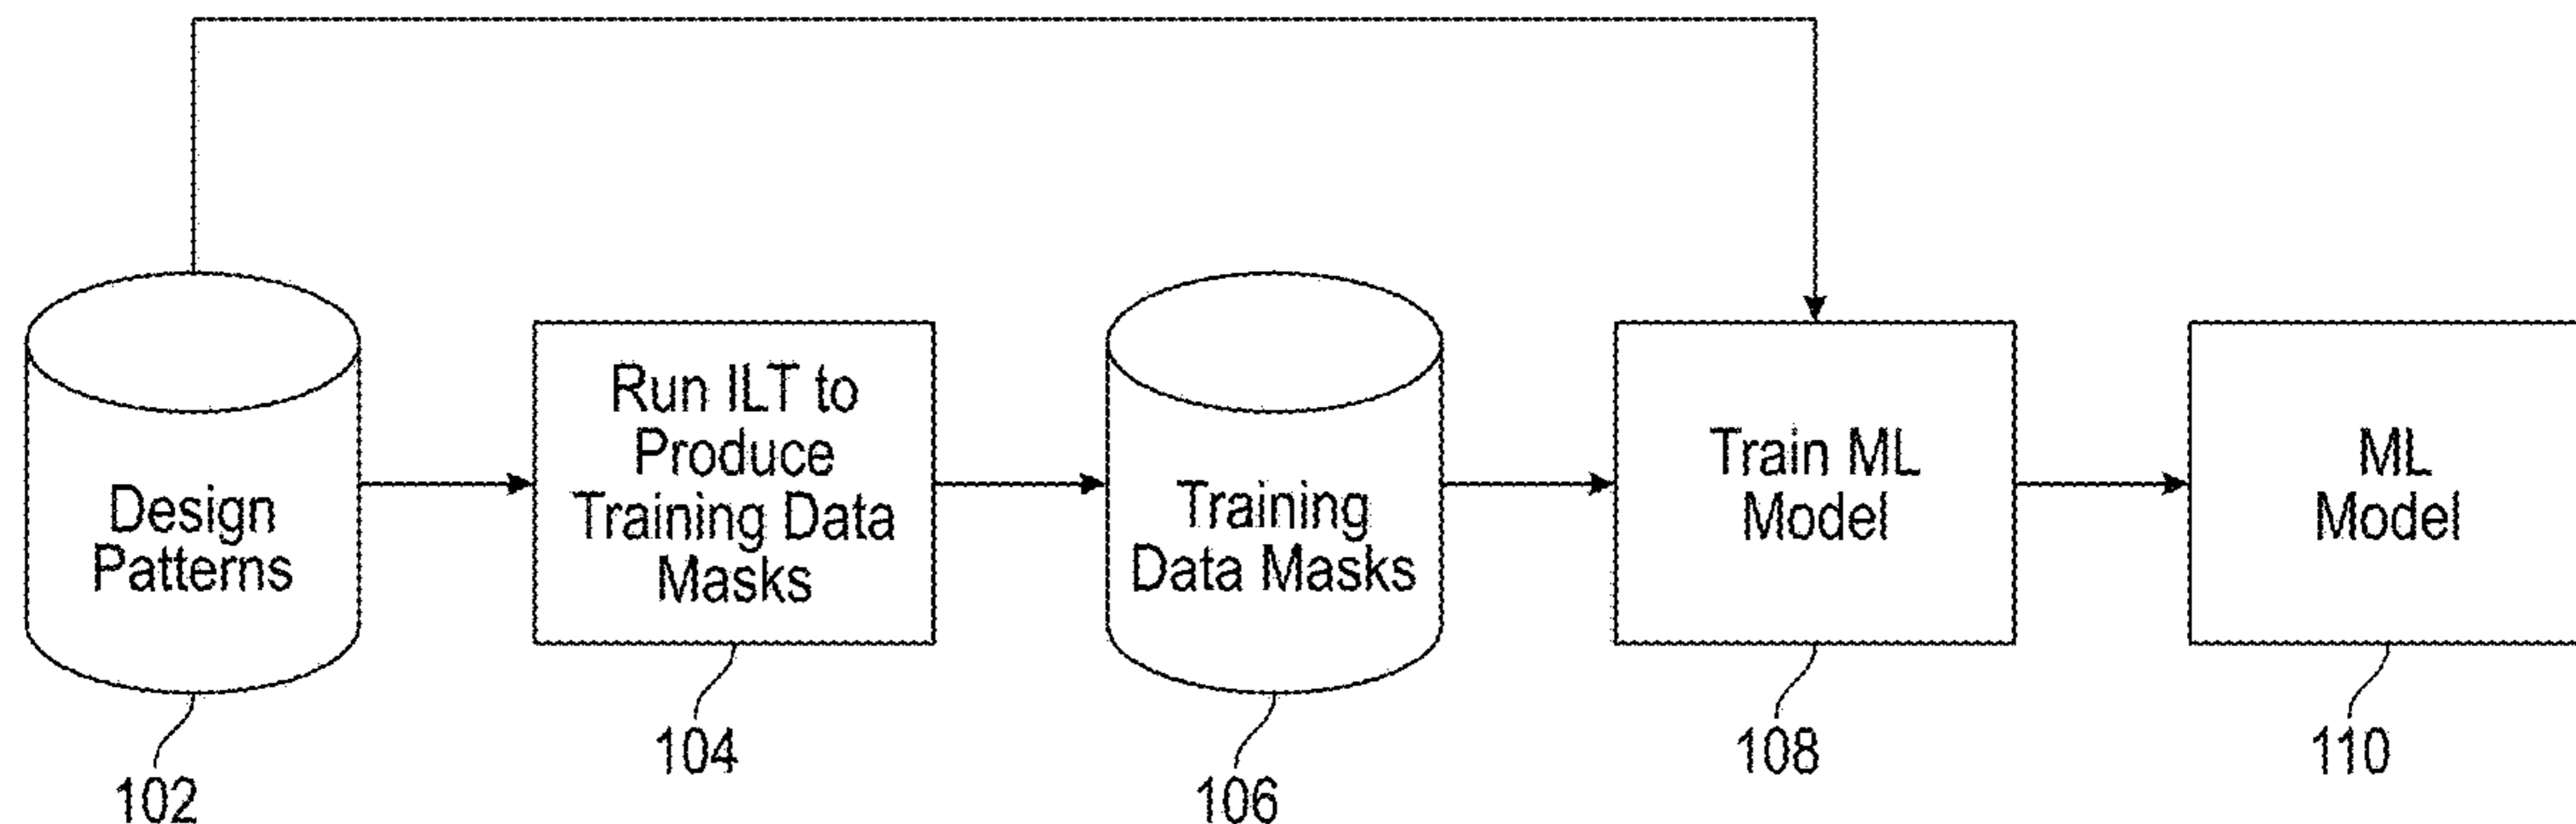 Design
Patterns
102
Run ILT to
Produce
Training Data
Masks
104
Training
Data Masks
106
Train ML
Model
108
ML
Model
110